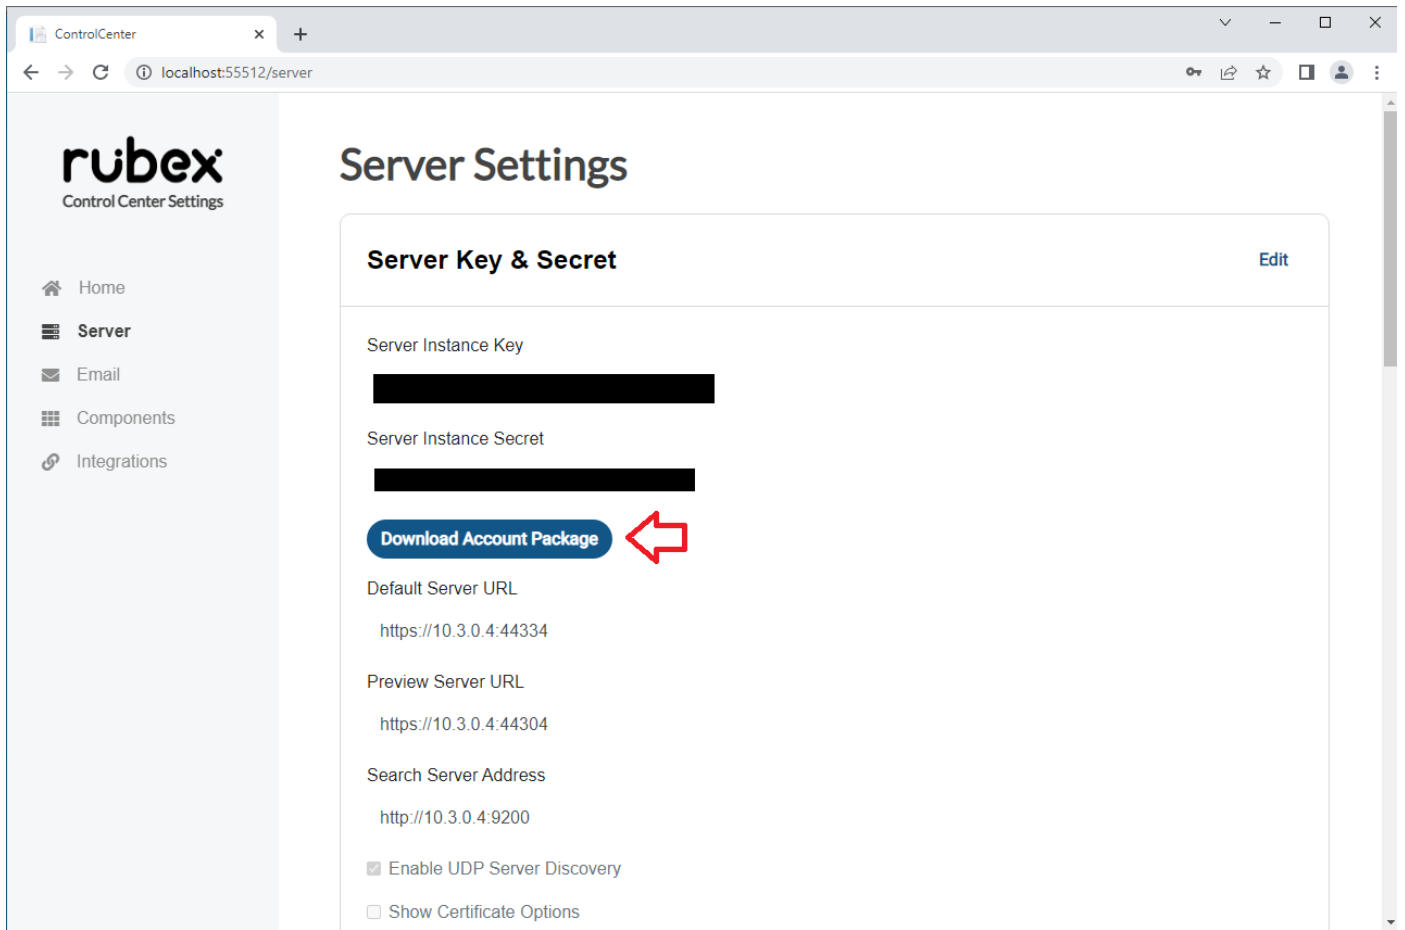 ControlCenter
localhost:55512/server
rubex
Control Center Settings
Home
Server
Email
Components
Integrations
Server Settings
Server Key & Secret
Edit
Server Instance Key
Server Instance Secret
Download Account Package
Default Server URL
https://10.3.0.4:44334
Preview Server URL
https://10.3.0.4:44304
Search Server Address
http://10.3.0.4:9200
Enable UDP Server Discovery
Show Certificate Options